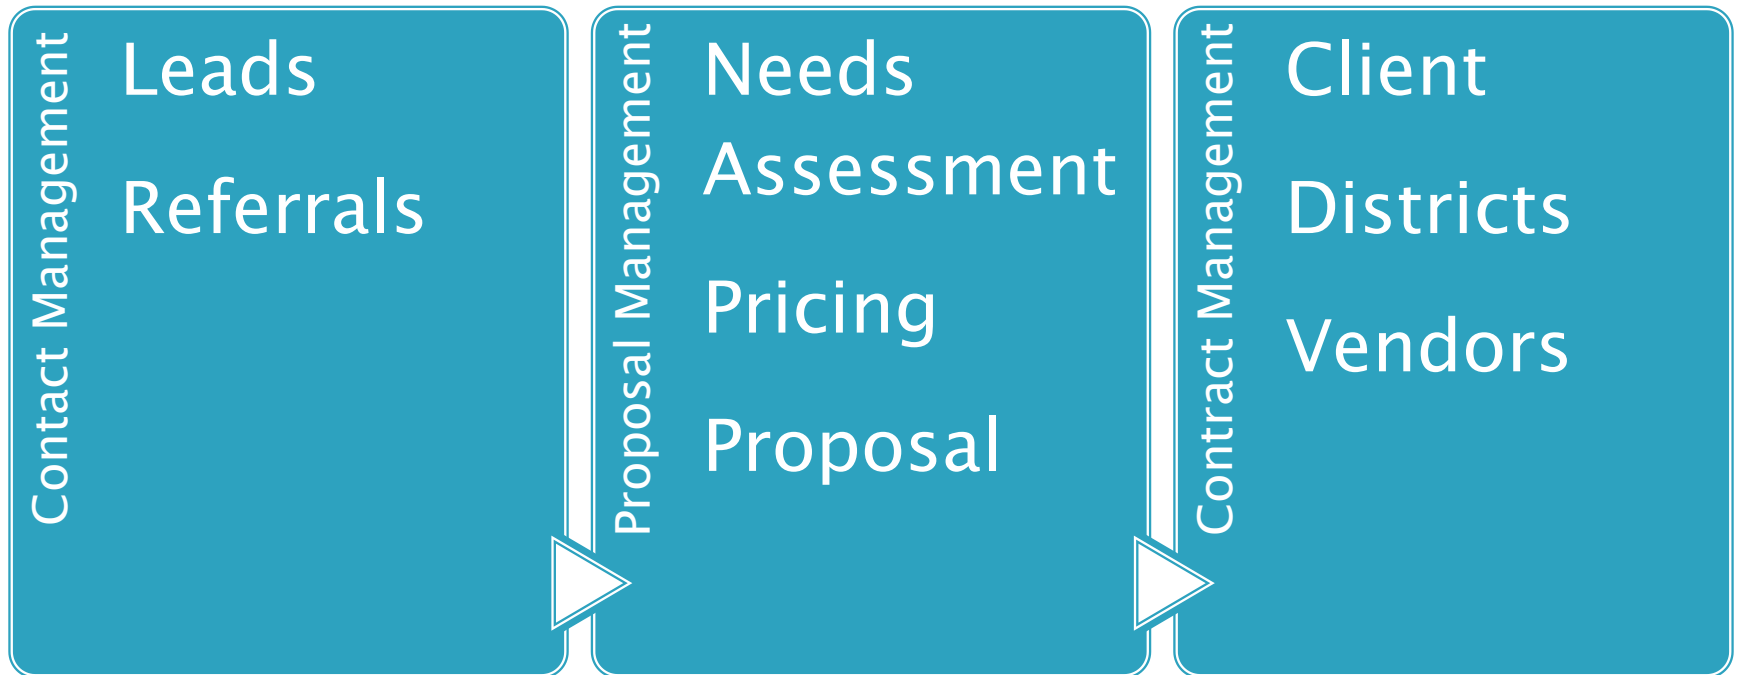 Contact Management
Leads
Referrals
Proposal Management
Needs
Assessment
Pricing
Proposal
Contract Management
Client
Districts
Vendors